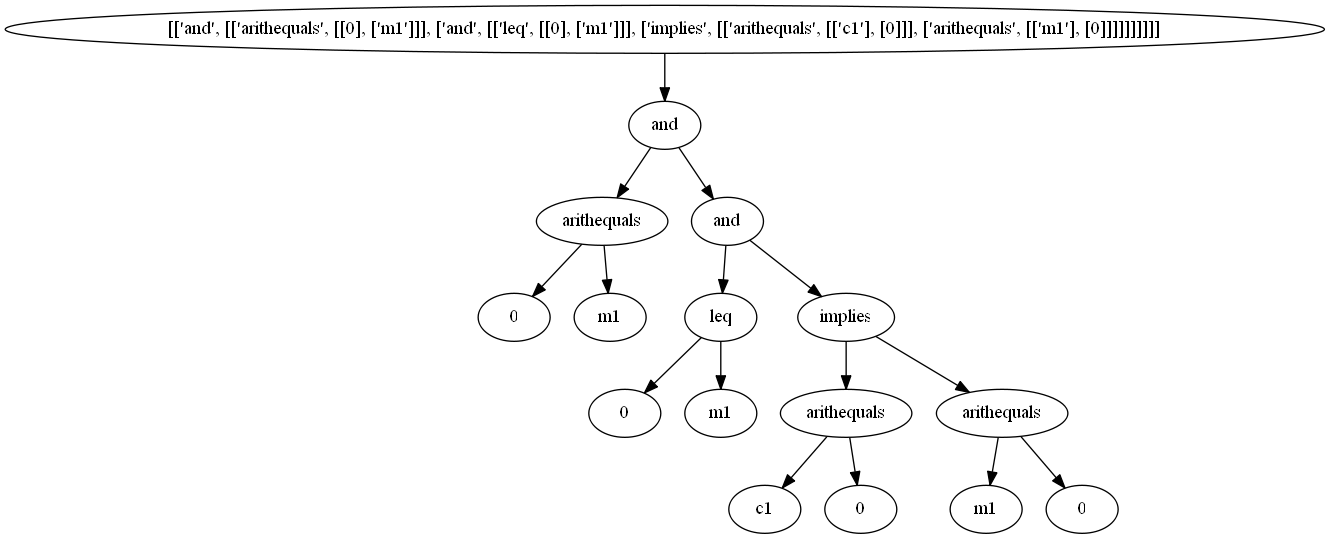 [['and', [['arithequals', [[0], ['m1']]], ['and', [['leq', [[0], ['m1']]], ['implies', [['arithequals', [['c1'], [0]]], ['arithequals', [['m1'], [0]]]]]]]]]]
and
arithequals and
0 m1 leq implies
0 m1 arithequals arithequals
c1 0 m1 0